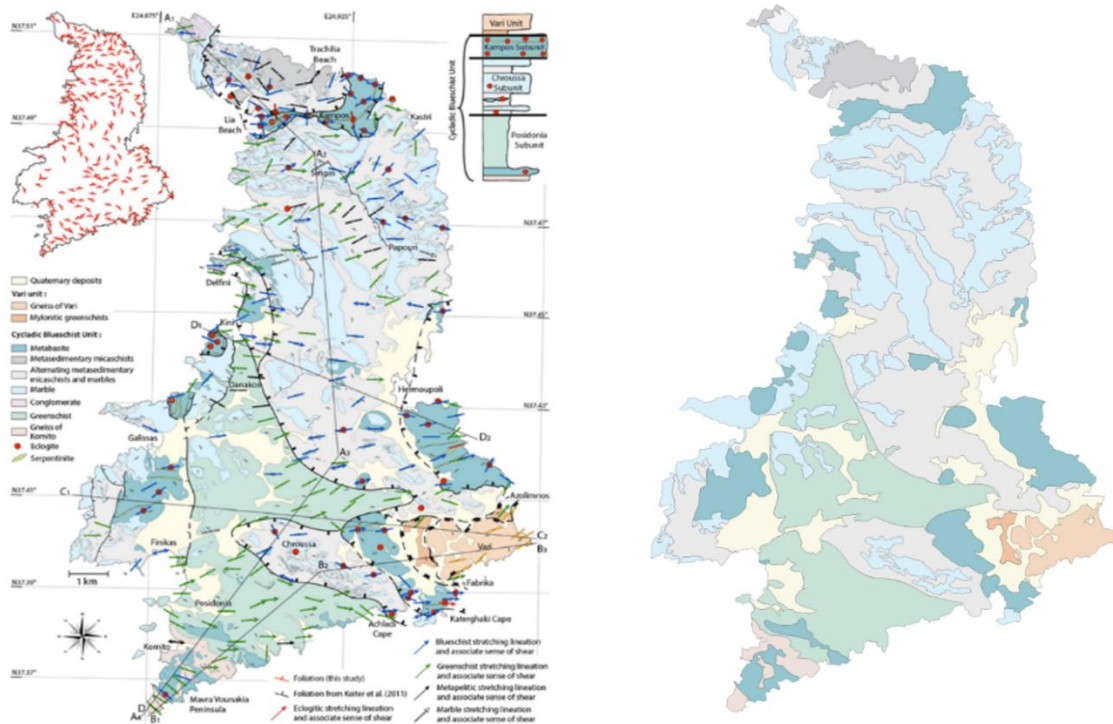 E24.875°
E24.925°
N37.51°
A₁
Trachilia
Beach
Vari Unit
Kampos Subunit
Chroussa
Subunit
Posidonia
Subunit
Cycladic Blueschist Unit
N37.49°
Lia
Beach
Kampos
Kastri
A₂
Siringas
N37.47°
Papouri
Delfini
Quaternary deposits
Vari unit :
Gneiss of Vari
Mylonitic greenschists
Cycladic Blueschist Unit :
Metabasite
Metasedimentary micaschists
Alternating metasedimentary
micaschists and marbles
Marble
Conglomerate
Greenschist
Gneiss of
Komito
Eclogite
Serpentinite
N37.45°
D₁
Kini
Danakos
Hermoupoli
N37.43°
Galissas
D₂
A₃
N37.41°
C₁
Azolimnos
Finikas
Chroussa
Vari
C₂
B₃
B₂
1 km
N37.39°
Fabrika
Posidonia
Achladi
Cape
Katerghaki Cape
Komito
N37.37°
Mavra Vounakia
Peninsula
D
A₄
B₁
Blueschist stretching lineation
and associate sense of shear
Greenschist stretching lineation
and associate sense of shear
Foliation (this study)
Foliation from Keiter et al. (2011)
Eclogitic stretching lineation
and associate sense of shear
Metapelitic stretching lineation
and associate sense of shear
Marble stretching lineation
and associate sense of shear